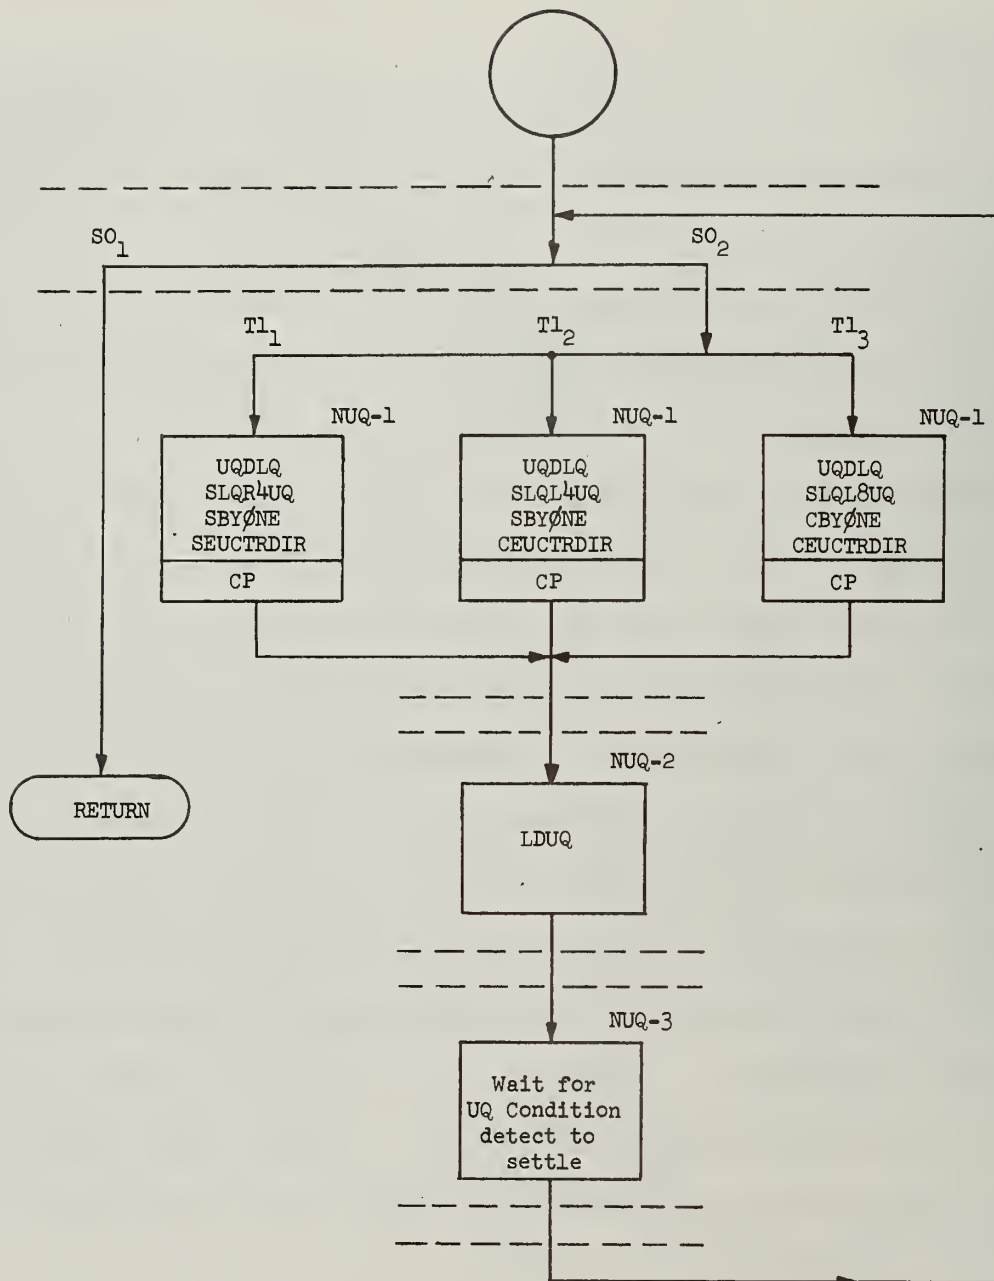 SO1
SO2
T11
T12
T13
NUQ-1
NUQ-1
NUQ-1
UQDLQ
SLQR4UQ
SBYØNE
SEUCTRDIR
CP
UQDLQ
SLQL4UQ
SBYØNE
CEUCTRDIR
CP
UQDLQ
SLQL8UQ
CBYØNE
CEUCTRDIR
CP
NUQ-2
RETURN
LDUQ
NUQ-3
Wait for
UQ Condition
detect to
settle